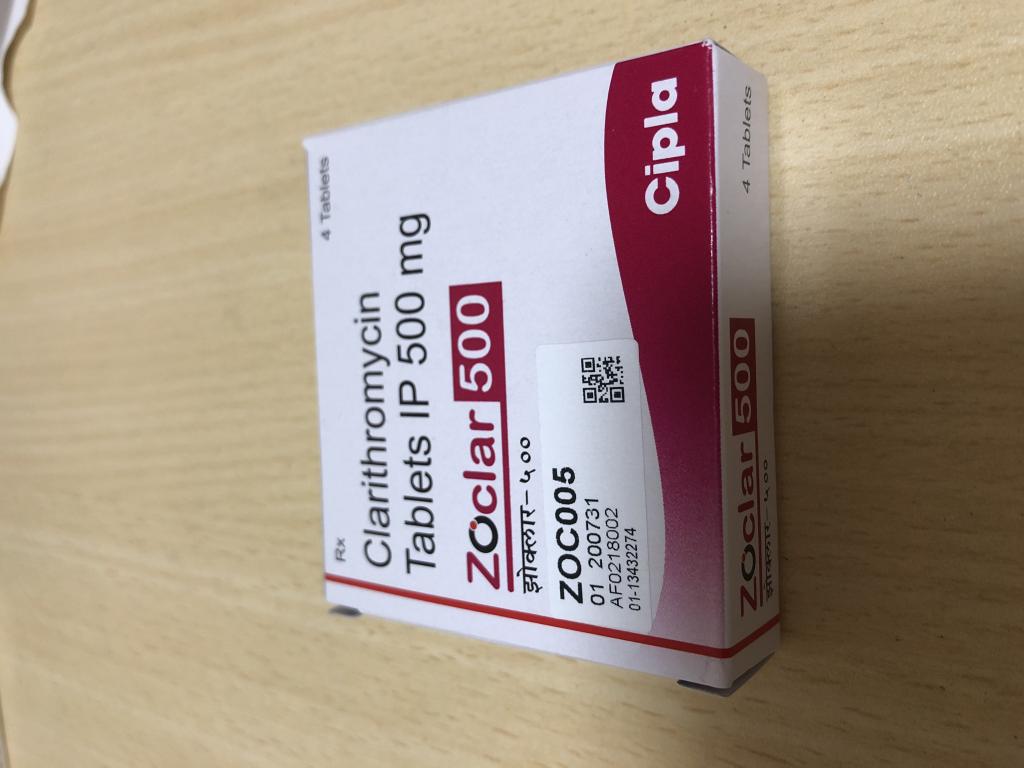 Rx
4 Tablets
Clarithromycin
Tablets IP 500 mg
Zoclar 500
झोक्लार-५००
ZOC005
01 200731
AF0218002
01-13432274
Cipla
Zoclar 500
झोक्लार-५००
4 Tablets